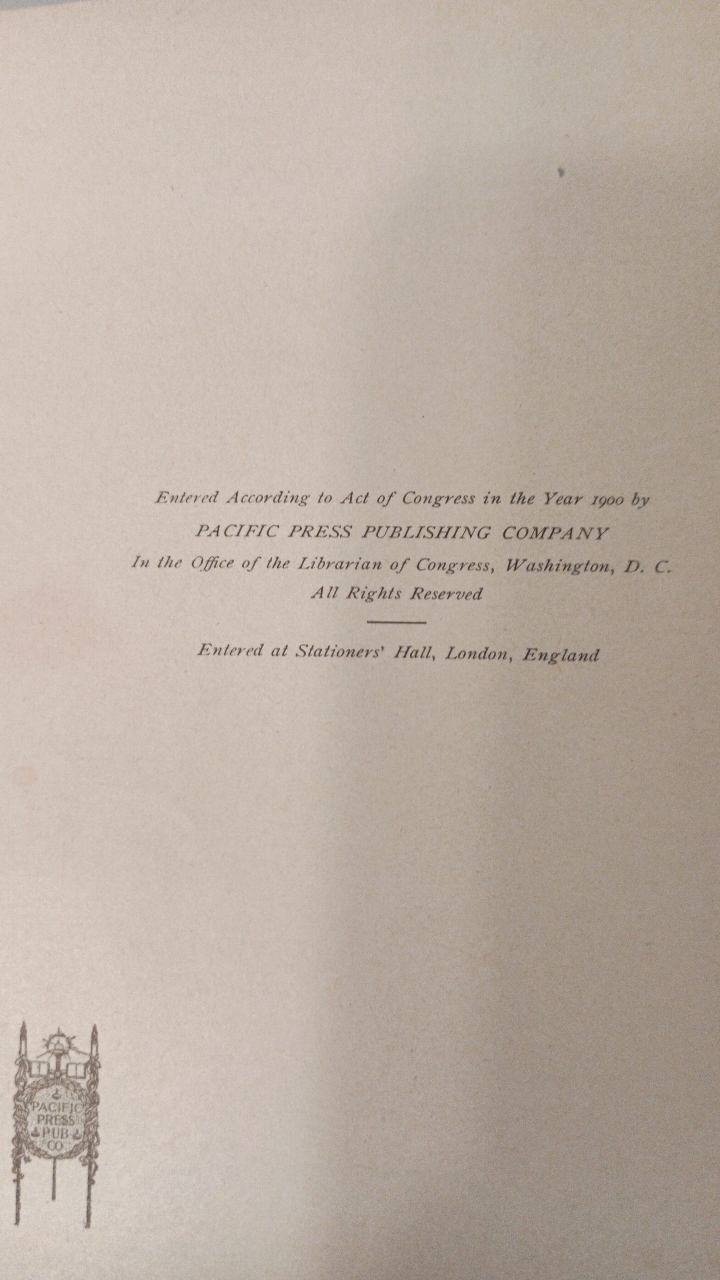 Entered According to Act of Congress in the Year 1900 by
PACIFIC PRESS PUBLISHING COMPANY
In the Office of the Librarian of Congress, Washington, D. C.
All Rights Reserved
Entered at Stationers' Hall, London, England
PACIFIC
PRESS
PUB
CO